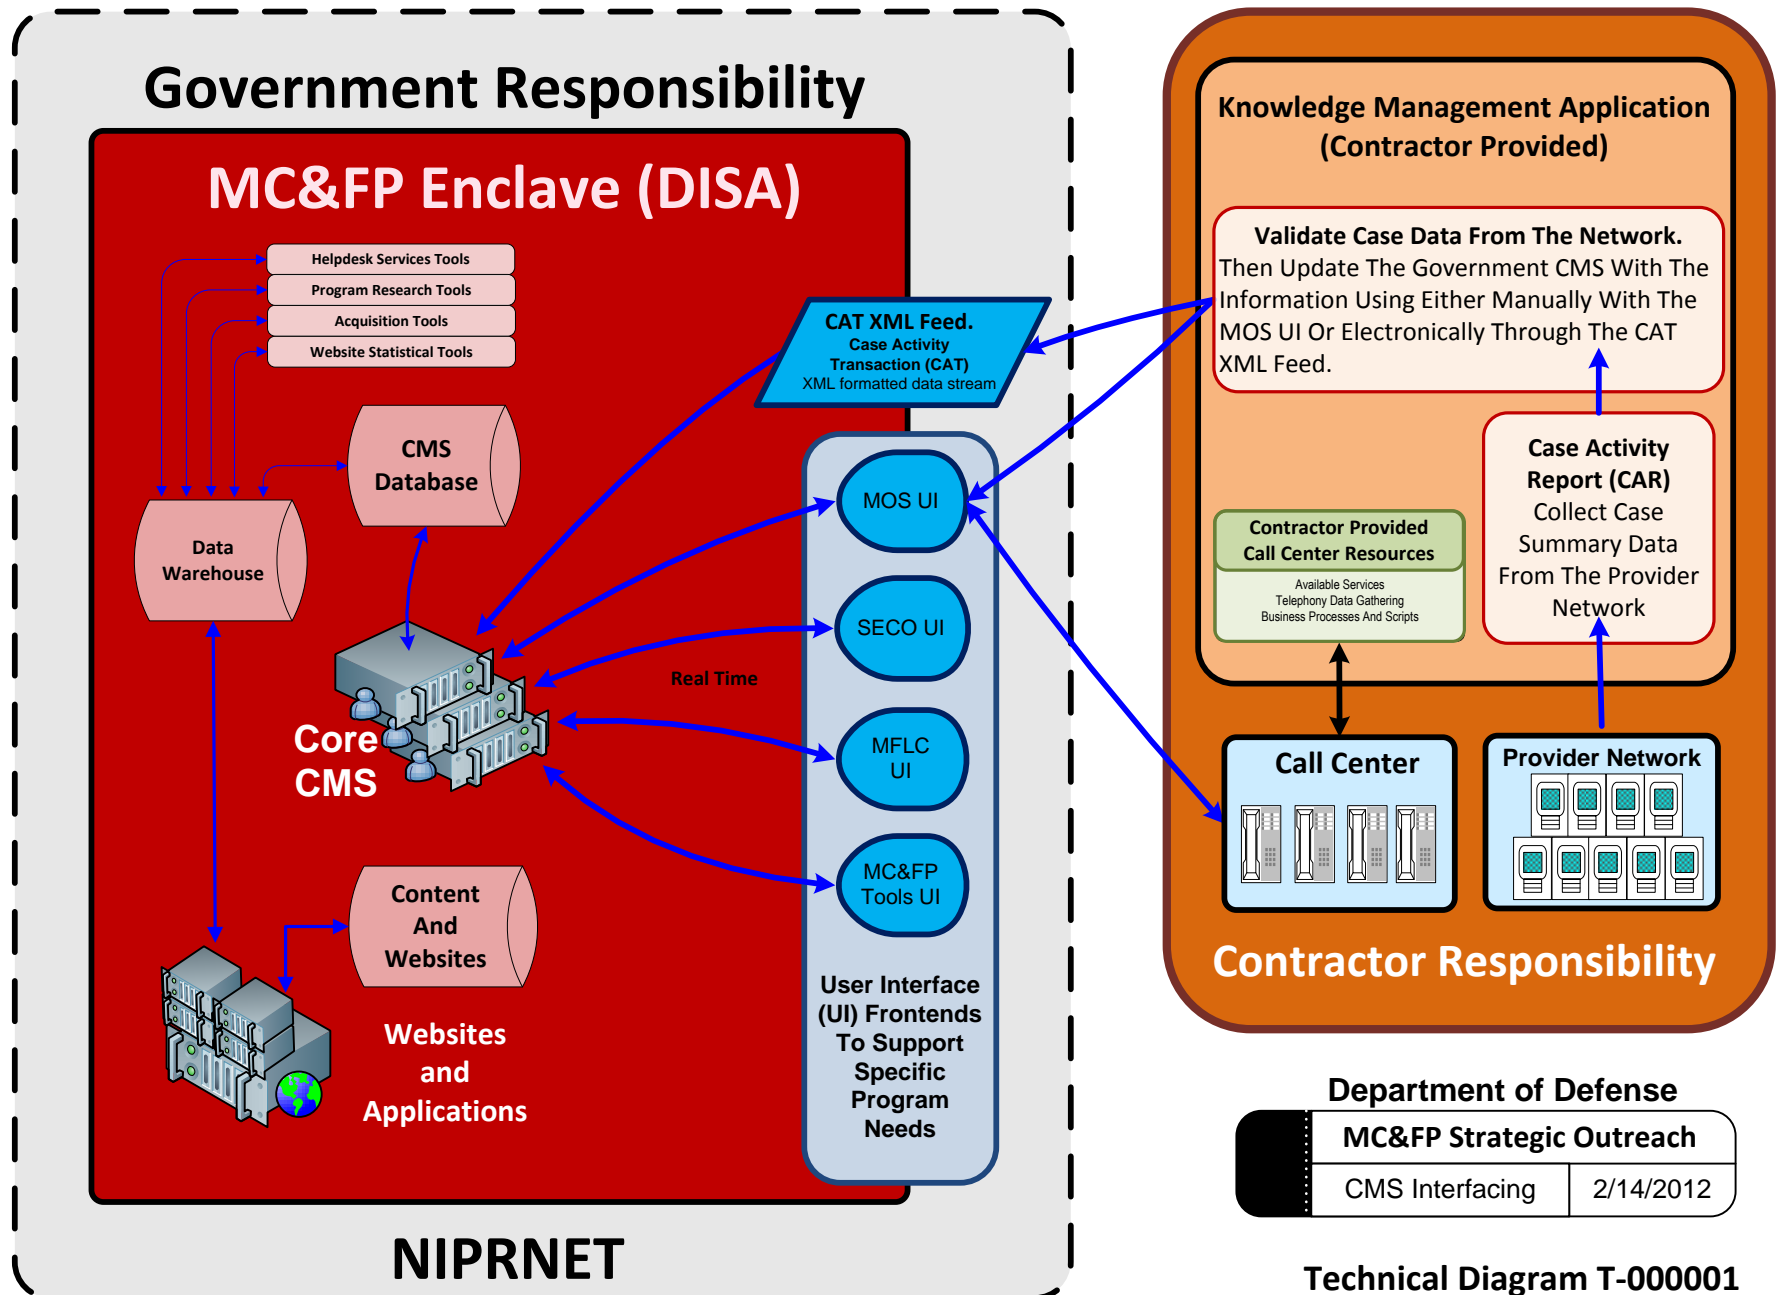 Government Responsibility
MC&FP Enclave (DISA)
Helpdesk Services Tools
Program Research Tools
Acquisition Tools
Website Statistical Tools
CMS
Database
Data
Warehouse
Core
CMS
Content
And
Websites
Websites
and
Applications
Real Time
CAT XML Feed.
Case Activity
Transaction (CAT)
XML formatted data stream
MOS UI
SECO UI
MFLC
UI
MC&FP
Tools UI
User Interface
(UI) Frontends
To Support
Specific
Program
Needs
NIPRNET
Knowledge Management Application
(Contractor Provided)
Validate Case Data From The Network.
Then Update The Government CMS With The
Information Using Either Manually With The
MOS UI Or Electronically Through The CAT
XML Feed.
Case Activity
Report (CAR)
Collect Case
Summary Data
From The Provider
Network
Contractor Provided
Call Center Resources
Available Services
Telephony Data Gathering
Business Processes And Scripts
Call Center
Provider Network
Contractor Responsibility
Department of Defense
MC&FP Strategic Outreach
CMS Interfacing
2/14/2012
Technical Diagram T-000001